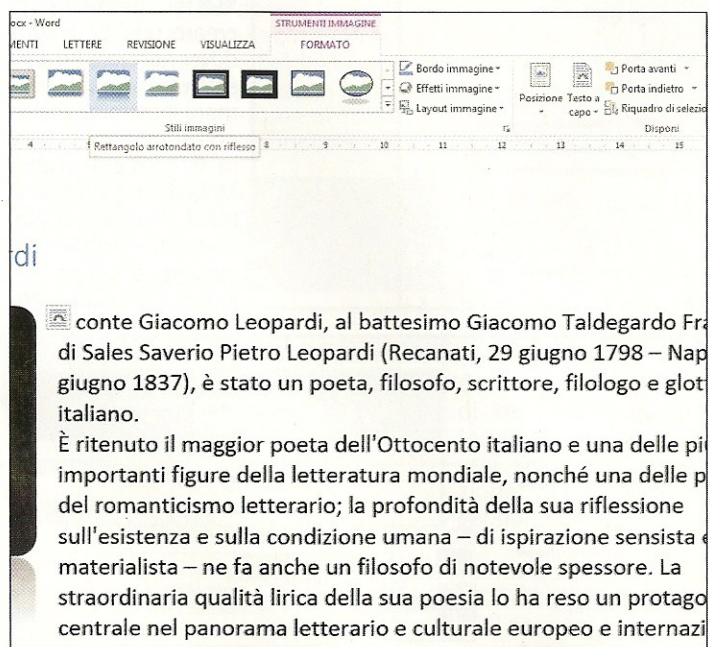 ocx - Word
STRUMENTI IMMAGINE
MENTI LETTERE REVISIONE VISUALIZZA FORMATO
Bordo immagine
Effetti immagine
Layout immagine
Posizione
Testo a
capo
Porta avanti
Porta indietro
Riquadro di selezio
Stili immagini
Disponi
Rettangolo arrotondato con riflesso
4 8 9 10 11 12 13 14 15
rdi
conte Giacomo Leopardi, al battesimo Giacomo Taldegardo Fra
di Sales Saverio Pietro Leopardi (Recanati, 29 giugno 1798 – Nap
giugno 1837), è stato un poeta, filosofo, scrittore, filologo e glot
italiano.
È ritenuto il maggior poeta dell'Ottocento italiano e una delle pi
importanti figure della letteratura mondiale, nonché una delle p
del romanticismo letterario; la profondità della sua riflessione
sull'esistenza e sulla condizione umana – di ispirazione sensista e
materialista – ne fa anche un filosofo di notevole spessore. La
straordinaria qualità lirica della sua poesia lo ha reso un protago
centrale nel panorama letterario e culturale europeo e internazi